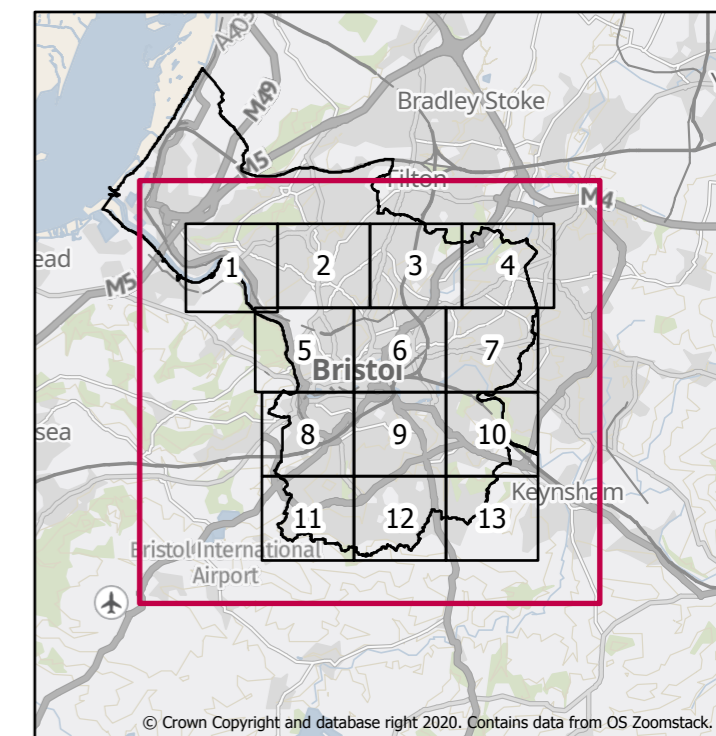 A403
M49
Bradley Stoke
M5
Filton
M4
ead
M5
1
2
3
4
5
6
7
Bristol
sea
8
9
10
Keynsham
11
12
13
Bristol International
Airport
© Crown Copyright and database right 2020. Contains data from OS Zoomstack.